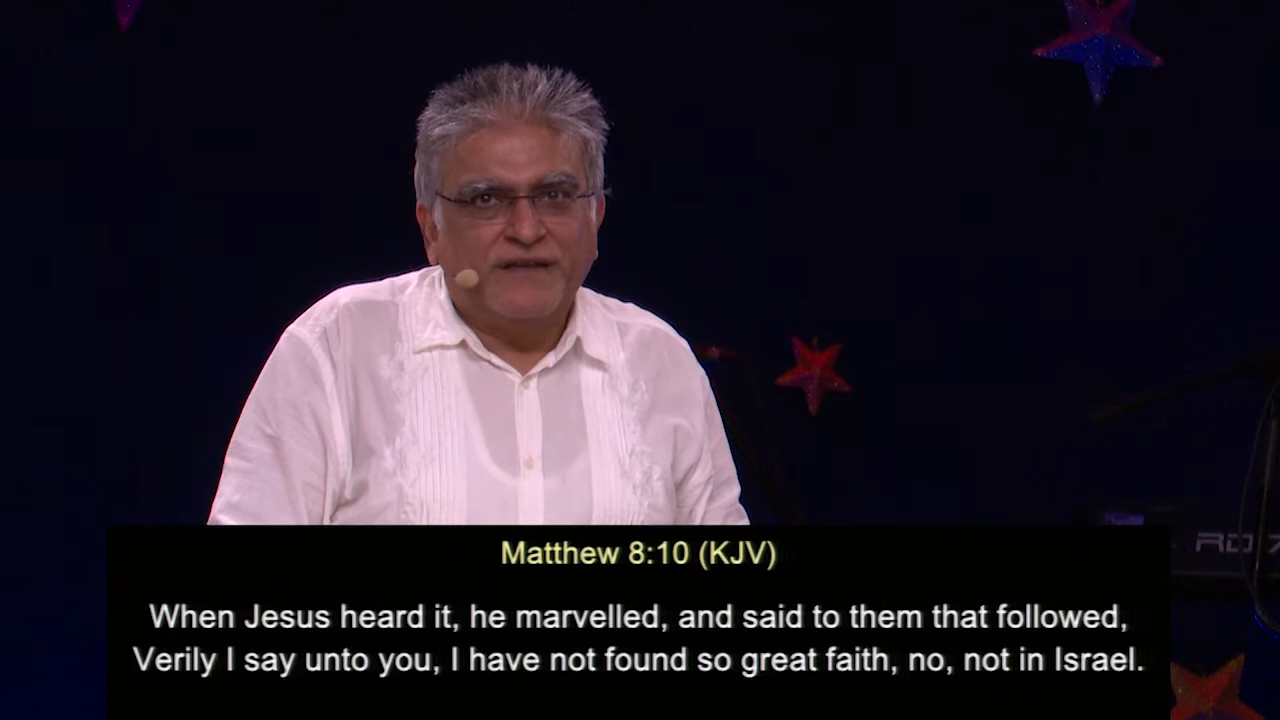 Matthew 8:10 (KJV)
When Jesus heard it, he marvelled, and said to them that followed,
Verily I say unto you, I have not found so great faith, no, not in Israel.